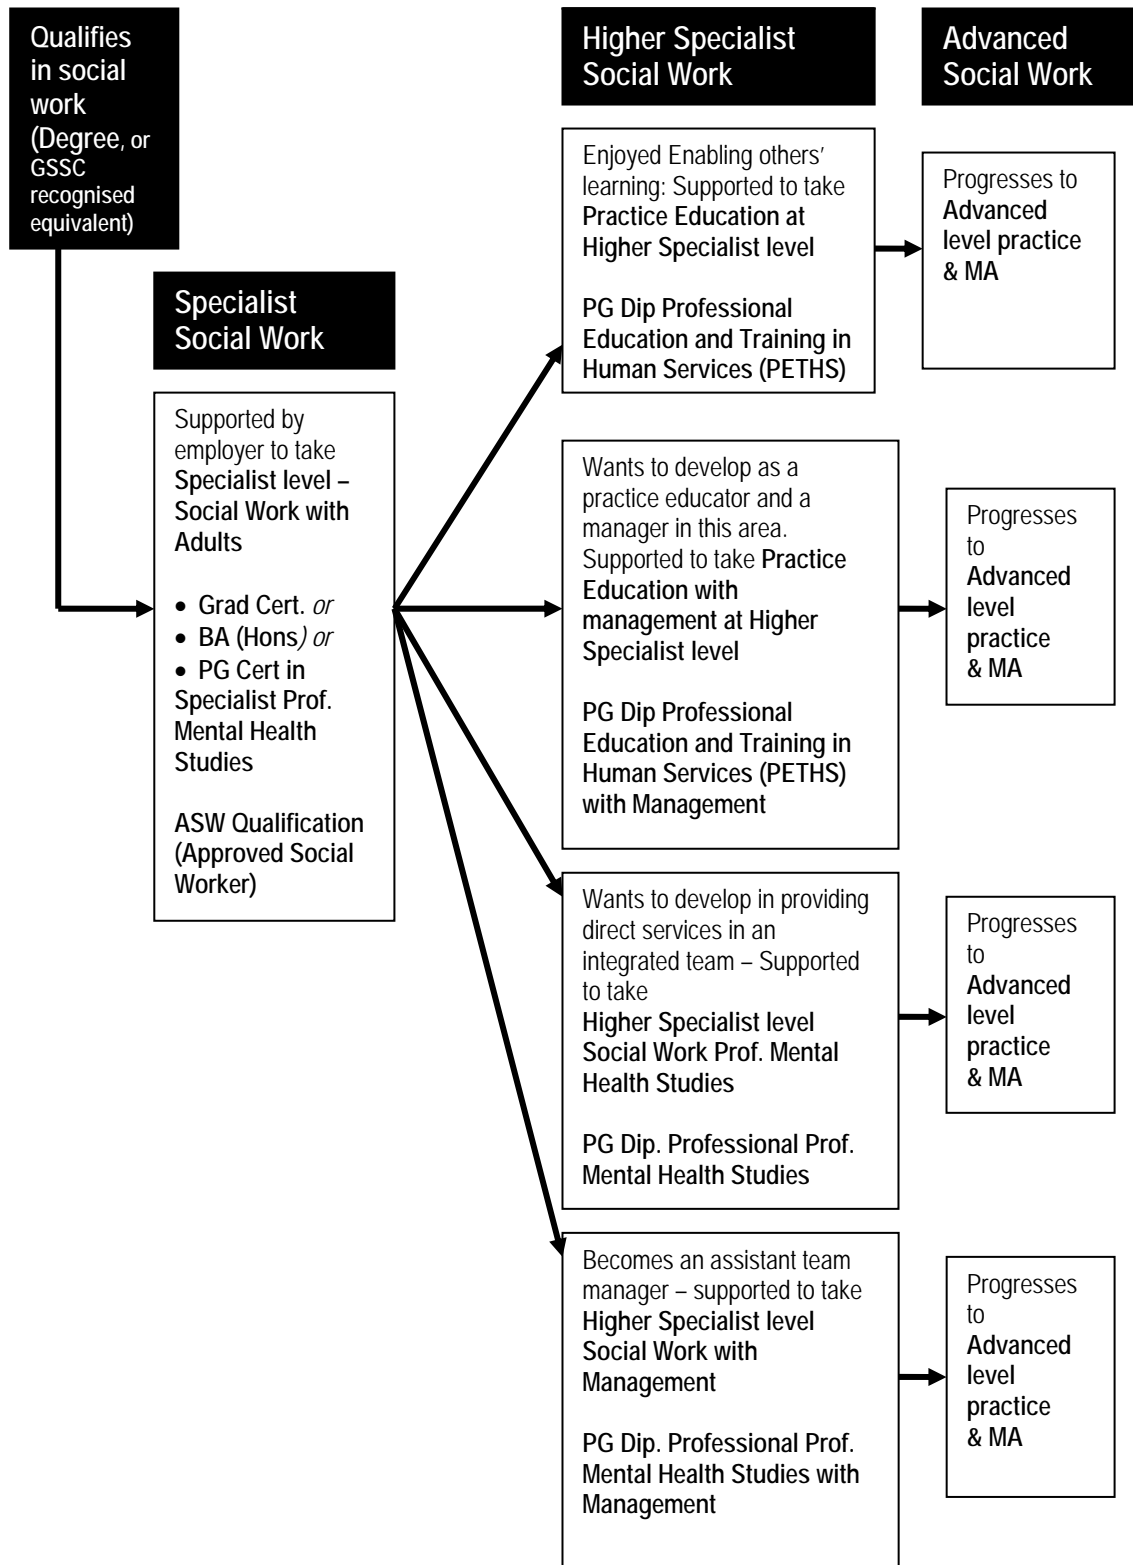 Qualifies
in social
work
(Degree, or
GSSC
recognised
equivalent)
Specialist
Social Work
Supported by
employer to take
Specialist level –
Social Work with
Adults
• Grad Cert. or
• BA (Hons) or
• PG Cert in
Specialist Prof.
Mental Health
Studies
ASW Qualification
(Approved Social
Worker)
Higher Specialist
Social Work
Enjoyed Enabling others’
learning: Supported to take
Practice Education at
Higher Specialist level
PG Dip Professional
Education and Training in
Human Services (PETHS)
Wants to develop as a
practice educator and a
manager in this area.
Supported to take Practice
Education with
management at Higher
Specialist level
PG Dip Professional
Education and Training in
Human Services (PETHS)
with Management
Wants to develop in providing
direct services in an
integrated team – Supported
to take
Higher Specialist level
Social Work Prof. Mental
Health Studies
PG Dip. Professional Prof.
Mental Health Studies
Becomes an assistant team
manager – supported to take
Higher Specialist level
Social Work with
Management
PG Dip. Professional Prof.
Mental Health Studies with
Management
Advanced
Social Work
Progresses to
Advanced
level practice
& MA
Progresses
to
Advanced
level
practice
& MA
Progresses
to
Advanced
level
practice
& MA
Progresses
to
Advanced
level
practice
& MA